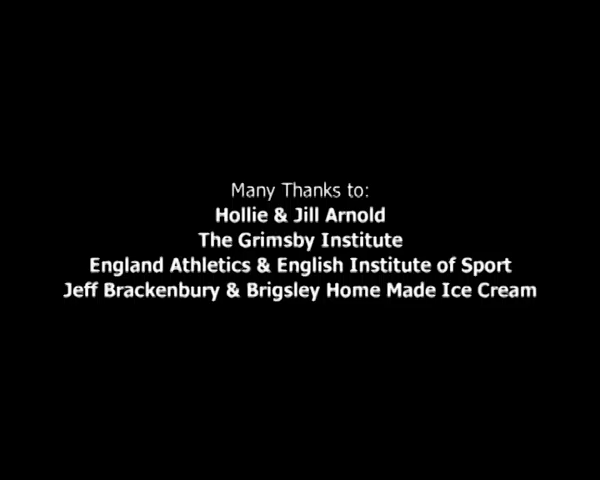 Many Thanks to:
Hollie & Jill Arnold
The Grimsby Institute
England Athletics & English Institute of Sport
Jeff Brackenbury & Brigsley Home Made Ice Cream